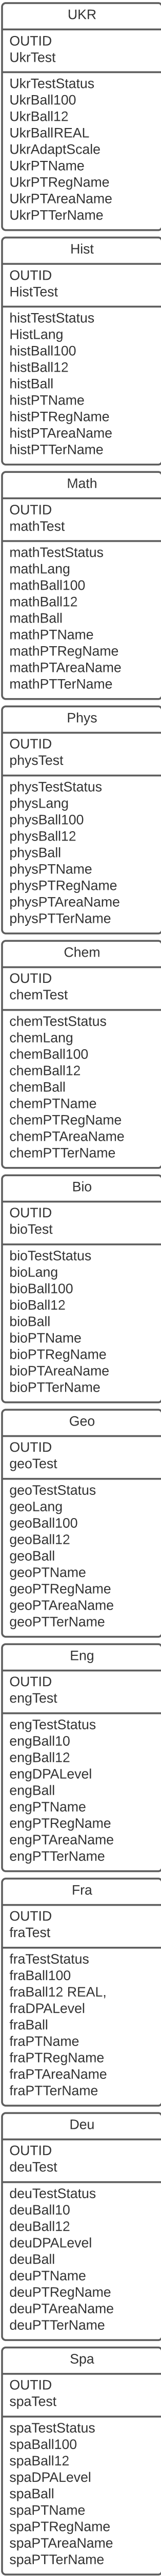 UKR
OUTID
UkrTest
UkrTestStatus
UkrBall100
UkrBall12
UkrBallREAL
UkrAdaptScale
UkrPTName
UkrPTRegName
UkrPTAreaName
UkrPTTerName
Hist
OUTID
HistTest
histTestStatus
HistLang
histBall100
histBall12
histBall
histPTName
histPTRegName
histPTAreaName
histPTTerName
Math
OUTID
mathTest
mathTestStatus
mathLang
mathBall100
mathBall12
mathBall
mathPTName
mathPTRegName
mathPTAreaName
mathPTTerName
Phys
OUTID
physTest
physTestStatus
physLang
physBall100
physBall12
physBall
physPTName
physPTRegName
physPTAreaName
physPTTerName
Chem
OUTID
chemTest
chemTestStatus
chemLang
chemBall100
chemBall12
chemBall
chemPTName
chemPTRegName
chemPTAreaName
chemPTTerName
Bio
OUTID
bioTest
bioTestStatus
bioLang
bioBall100
bioBall12
bioBall
bioPTName
bioPTRegName
bioPTAreaName
bioPTTerName
Geo
OUTID
geoTest
geoTestStatus
geoLang
geoBall100
geoBall12
geoBall
geoPTName
geoPTRegName
geoPTAreaName
geoPTTerName
Eng
OUTID
engTest
engTestStatus
engBall10
engBall12
engDPALevel
engBall
engPTName
engPTRegName
engPTAreaName
engPTTerName
Fra
OUTID
fraTest
fraTestStatus
fraBall100
fraBall12 REAL,
fraDPALevel
fraBall
fraPTName
fraPTRegName
fraPTAreaName
fraPTTerName
Deu
OUTID
deuTest
deuTestStatus
deuBall10
deuBall12
deuDPALevel
deuBall
deuPTName
deuPTRegName
deuPTAreaName
deuPTTerName
Spa
OUTID
spaTest
spaTestStatus
spaBall100
spaBall12
spaDPALevel
spaBall
spaPTName
spaPTRegName
spaPTAreaName
spaPTTerName